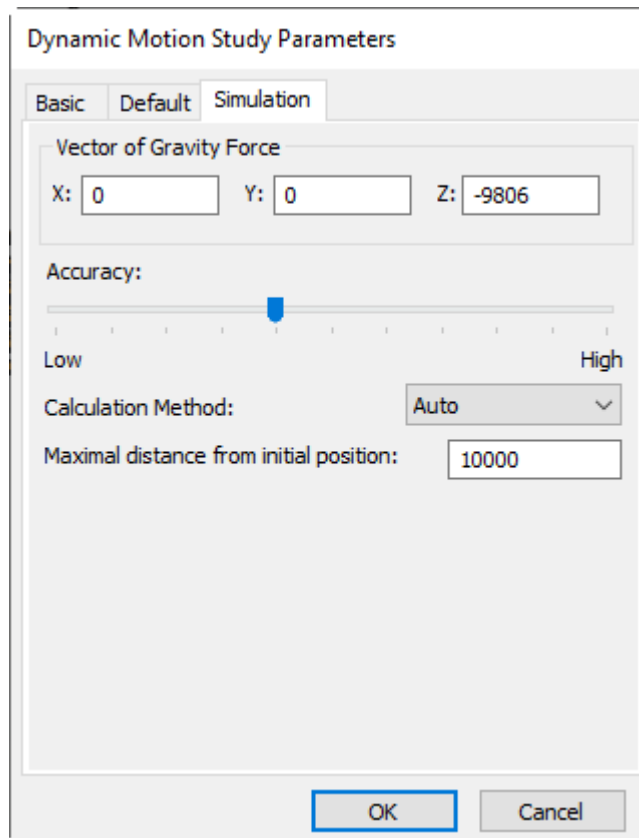 Dynamic Motion Study Parameters
Basic Default Simulation
Vector of Gravity Force
X: 0 Y: 0 Z: -9806
Accuracy:
Low High
Calculation Method: Auto
Maximal distance from initial position: 10000
OK Cancel